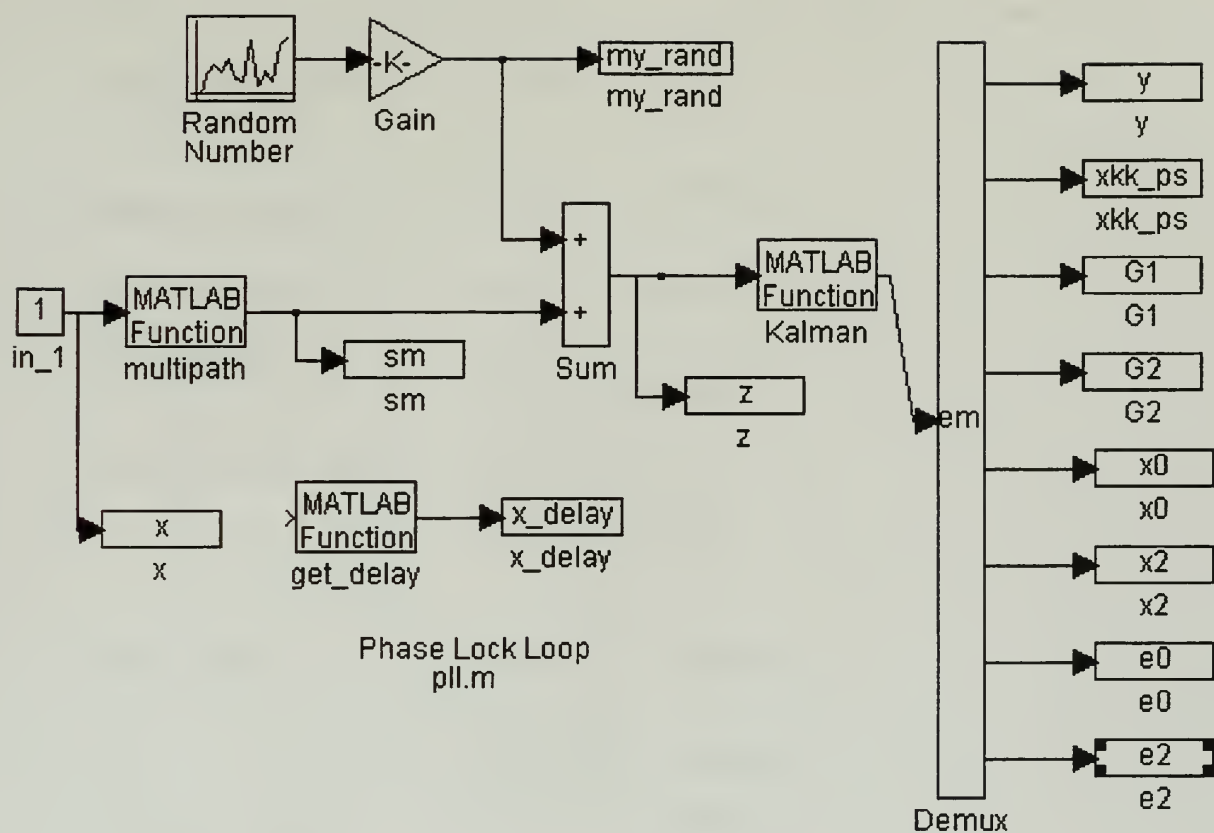 my_rand
-K-
my_rand
Gain
Random
Number
y
y
xkk_ps
xkk_ps
+
MATLAB
Function
Kalman
G1
G1
1
in_1
MATLAB
Function
multipath
+
Sum
sm
sm
z
z
em
G2
G2
x0
x0
x
x
MATLAB
Function
get_delay
x_delay
x_delay
x2
x2
Phase Lock Loop
pll.m
e0
e0
e2
e2
Demux